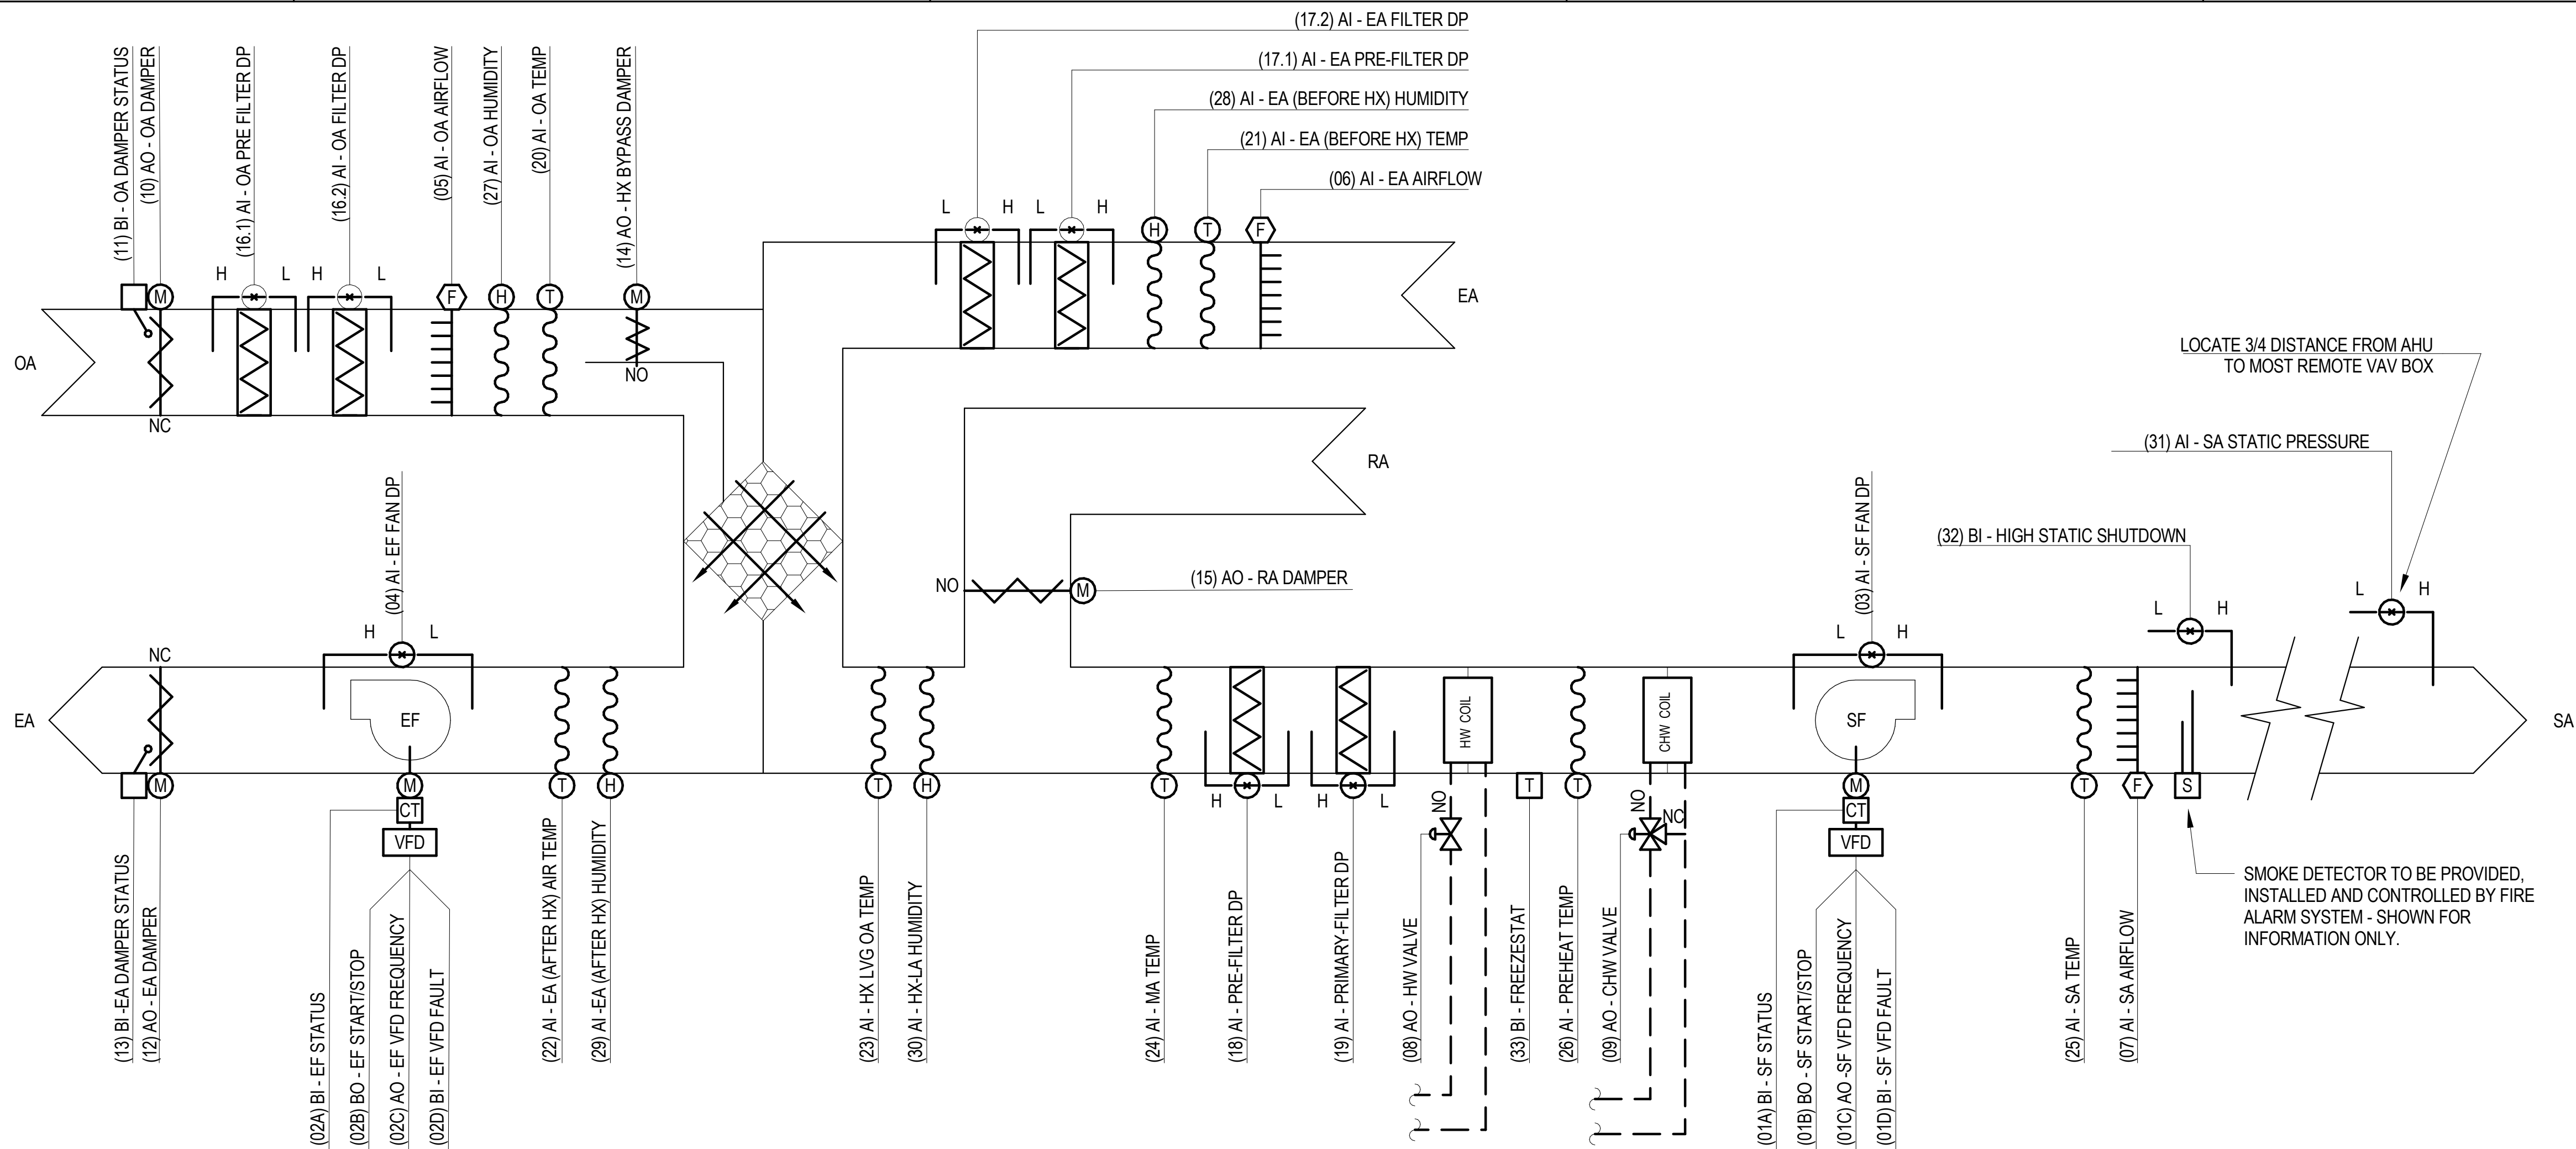 (17.2) AI - EA FILTER DP
(17.1) AI - EA PRE-FILTER DP
(28) AI - EA (BEFORE HX) HUMIDITY
(21) AI - EA (BEFORE HX) TEMP
(06) AI - EA AIRFLOW
(11) BI - OA DAMPER STATUS
(10) AO - OA DAMPER
(16.1) AI - OA PRE FILTER DP
(16.2) AI - OA FILTER DP
(05) AI - OA AIRFLOW
(27) AI - OA HUMIDITY
(20) AI - OA TEMP
(14) AO - HX BYPASS DAMPER
L H L H
H T F
H L H L
M F H T M
EA
OA
NO
NC
LOCATE 3/4 DISTANCE FROM AHU
TO MOST REMOTE VAV BOX
(31) AI - SA STATIC PRESSURE
RA
(04) AI - EF FAN DP
(03) AI - SF FAN DP
(32) BI - HIGH STATIC SHUTDOWN
NO
M
(15) AO - RA DAMPER
L H
L H
H L
L H
NC
EA
EF
HW COIL
CHW COIL
SF
SA
M
M
T
H
T
H
T
H L
H L
T
T
M
T
F
S
CT
VFD
NO
NO
NC
CT
VFD
(13) BI -EA DAMPER STATUS
(12) AO - EA DAMPER
(02A) BI - EF STATUS
(02B) BO - EF START/STOP
(02C) AO - EF VFD FREQUENCY
(02D) BI - EF VFD FAULT
(22) AI - EA (AFTER HX) AIR TEMP
(29) AI -EA (AFTER HX) HUMIDITY
(23) AI - HX LVG OA TEMP
(30) AI - HX-LA HUMIDITY
(24) AI - MA TEMP
(18) AI - PRE-FILTER DP
(19) AI - PRIMARY-FILTER DP
(08) AO - HW VALVE
(33) BI - FREEZESTAT
(26) AI - PREHEAT TEMP
(09) AO - CHW VALVE
(01A) BI - SF STATUS
(01B) BO - SF START/STOP
(01C) AO -SF VFD FREQUENCY
(01D) BI - SF VFD FAULT
(25) AI - SA TEMP
(07) AI - SA AIRFLOW
SMOKE DETECTOR TO BE PROVIDED,
INSTALLED AND CONTROLLED BY FIRE
ALARM SYSTEM - SHOWN FOR
INFORMATION ONLY.